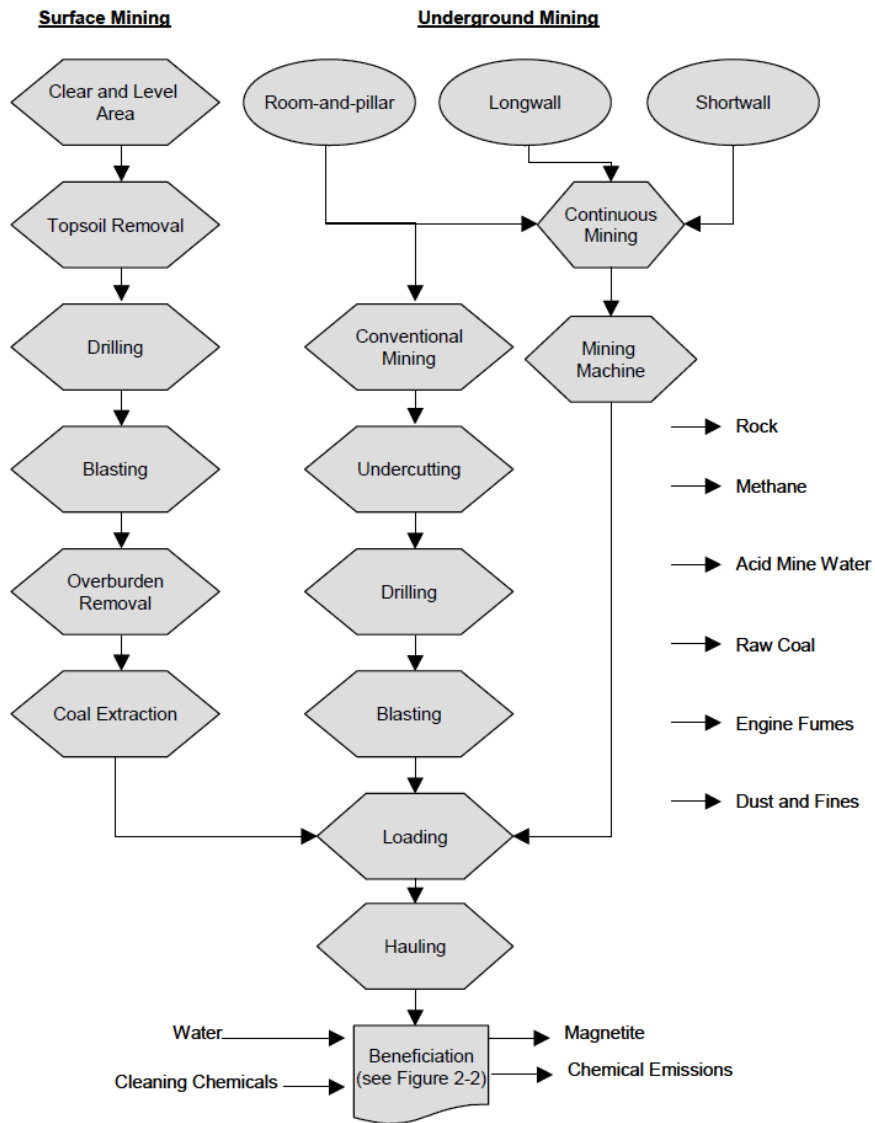 Surface Mining
Underground Mining
Clear and Level
Area
Room-and-pillar
Longwall
Shortwall
Topsoil Removal
Continuous
Mining
Drilling
Conventional
Mining
Mining
Machine
Rock
Blasting
Undercutting
Methane
Overburden
Removal
Drilling
Acid Mine Water
Raw Coal
Coal Extraction
Blasting
Engine Fumes
Dust and Fines
Loading
Hauling
Water
Cleaning Chemicals
Beneficiation
(see Figure 2-2)
Magnetite
Chemical Emissions